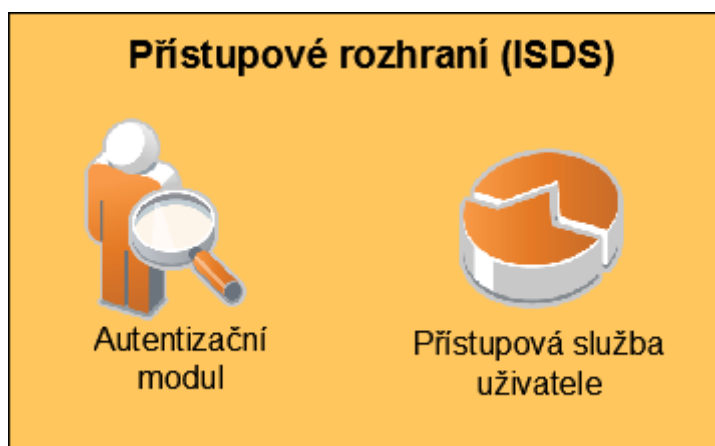 Přístupové rozhraní (ISDS)
Autentizační
modul
Přístupová služba
uživatele